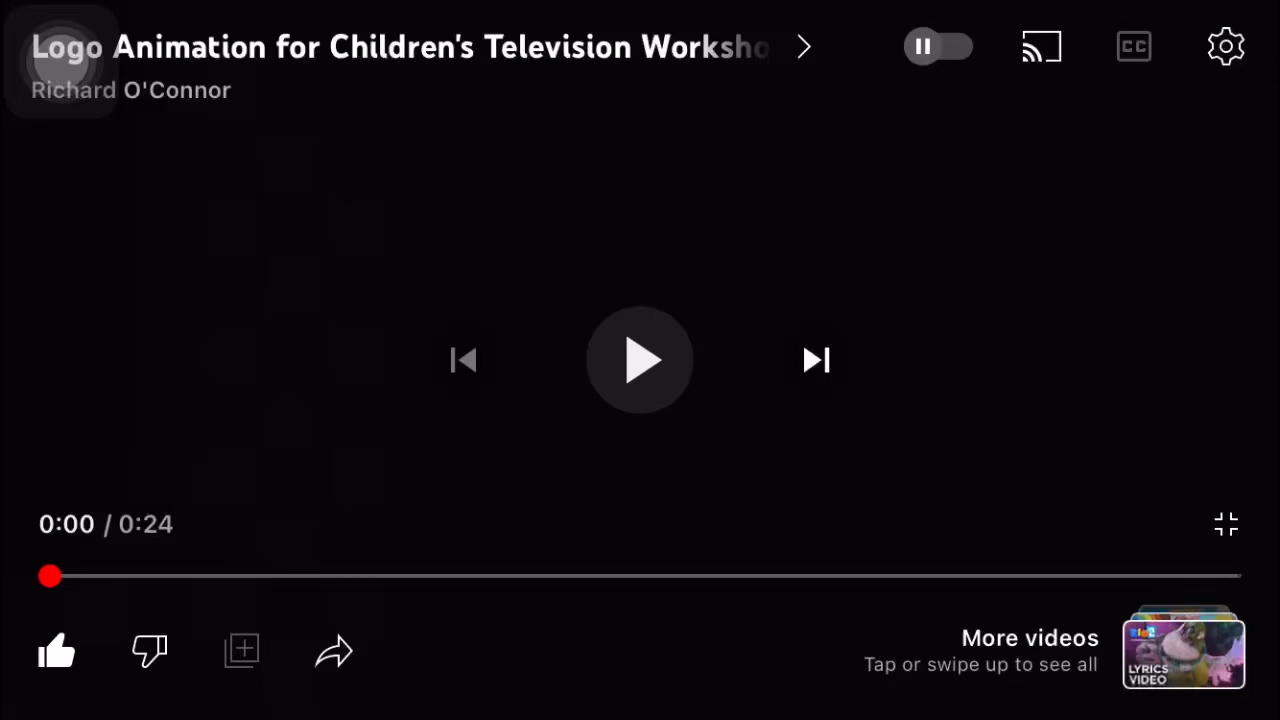 Logo Animation for Children's Television Worksho
Richard O'Connor
CC
0:00 / 0:24
More videos
Tap or swipe up to see all
LYRICS
VIDEO